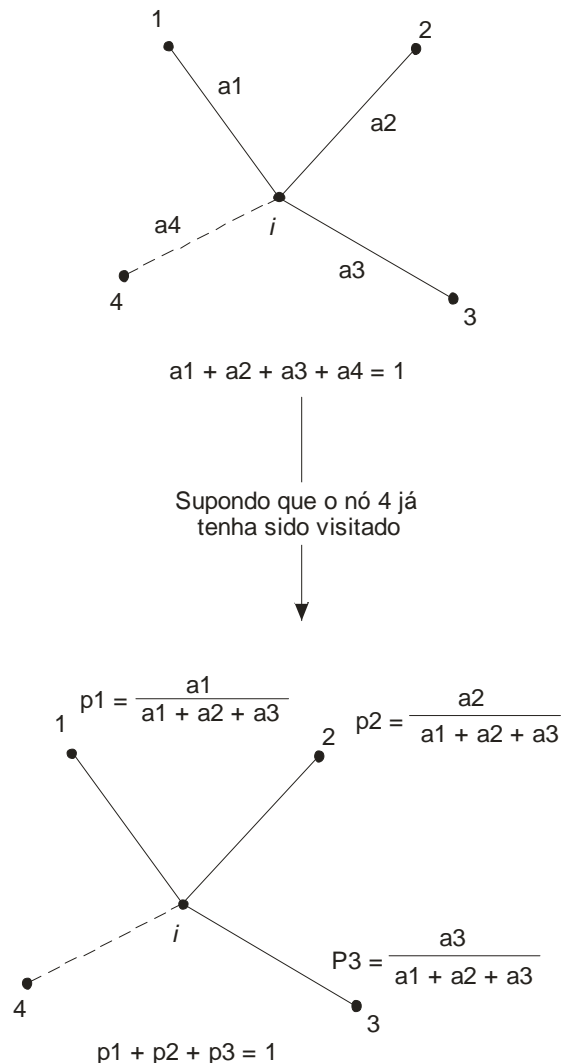 1
2
a1
a2
a4
i
a3
4
3
a1 + a2 + a3 + a4 = 1
Supondo que o nó 4 já
tenha sido visitado
p1 = a1
a1 + a2 + a3
1
2
p2 = a2
a1 + a2 + a3
i
P3 = a3
a1 + a2 + a3
4
3
p1 + p2 + p3 = 1